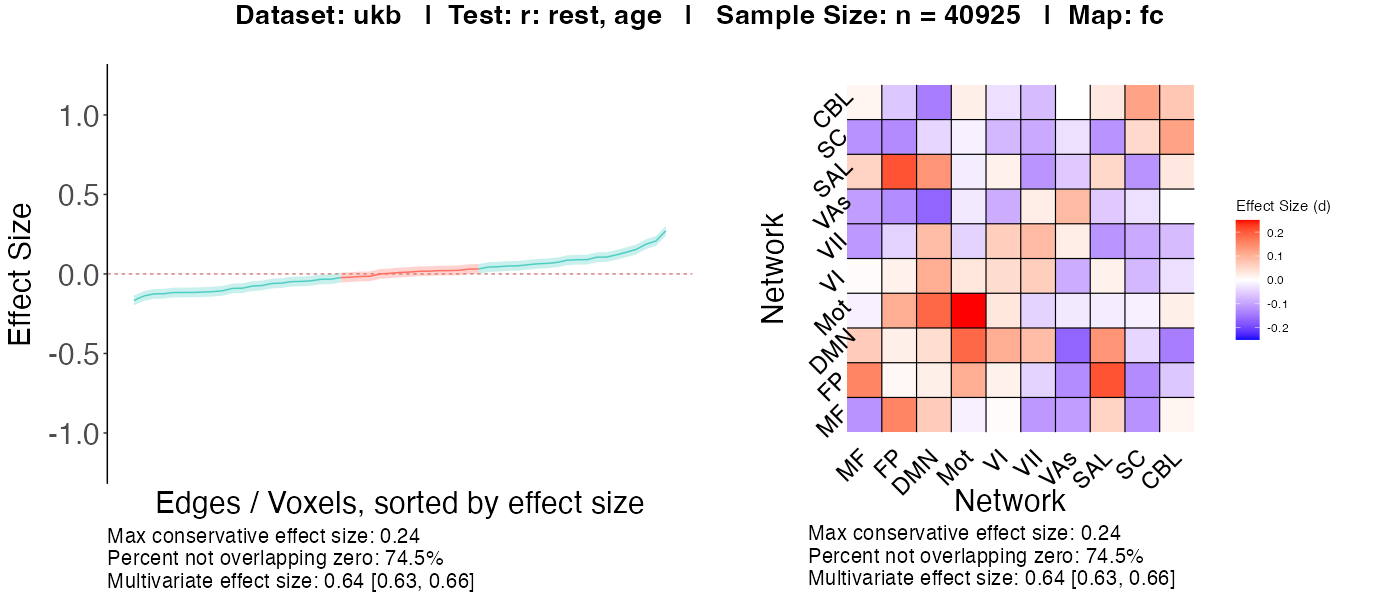 Dataset: ukb | Test: r: rest, age | Sample Size: n = 40925 | Map: fc
Effect Size
1.0
0.5
0.0
-0.5
-1.0
Edges / Voxels, sorted by effect size
Max conservative effect size: 0.24
Percent not overlapping zero: 74.5%
Multivariate effect size: 0.64 [0.63, 0.66]
Network
CBL
SC
SAL
VAs
VII
VI
Mot
DMN
FP
MF
MF
FP
DMN
Mot
VI
VII
VAs
SAL
SC
CBL
Network
Max conservative effect size: 0.24
Percent not overlapping zero: 74.5%
Multivariate effect size: 0.64 [0.63, 0.66]
Effect Size (d)
0.2
0.1
0.0
-0.1
-0.2